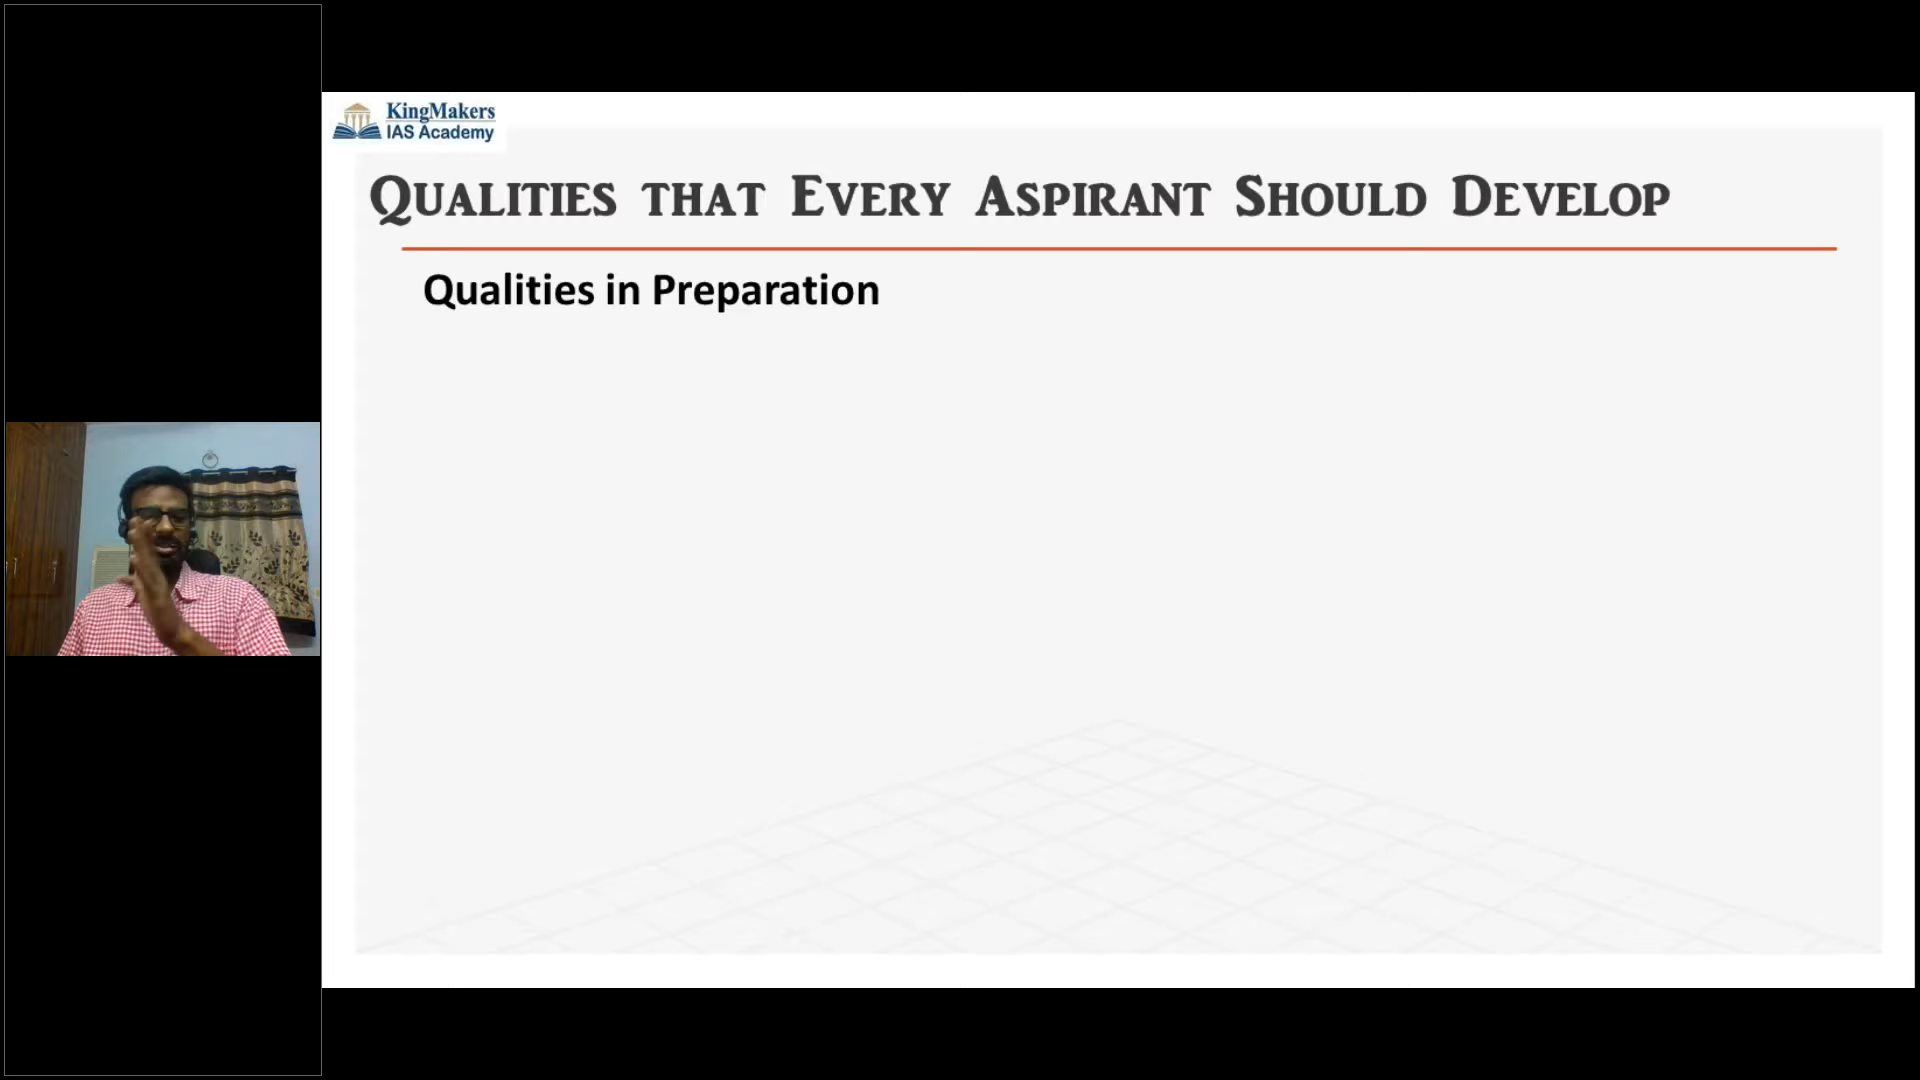 KingMakers
IAS Academy
Qualities that Every Aspirant Should Develop
Qualities in Preparation